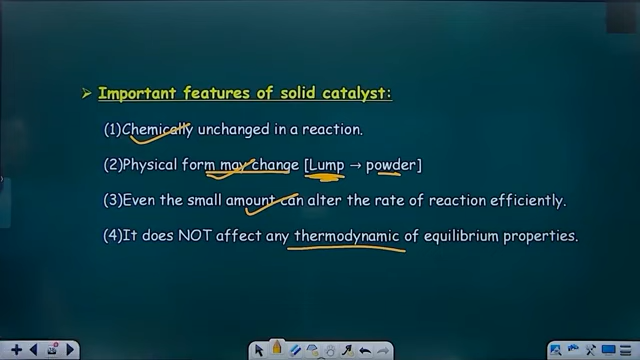 ➢ Important features of solid catalyst:
(1)Chemically unchanged in a reaction.
(2)Physical form may change [Lump → powder]
(3)Even the small amount can alter the rate of reaction efficiently.
(4)It does NOT affect any thermodynamic of equilibrium properties.